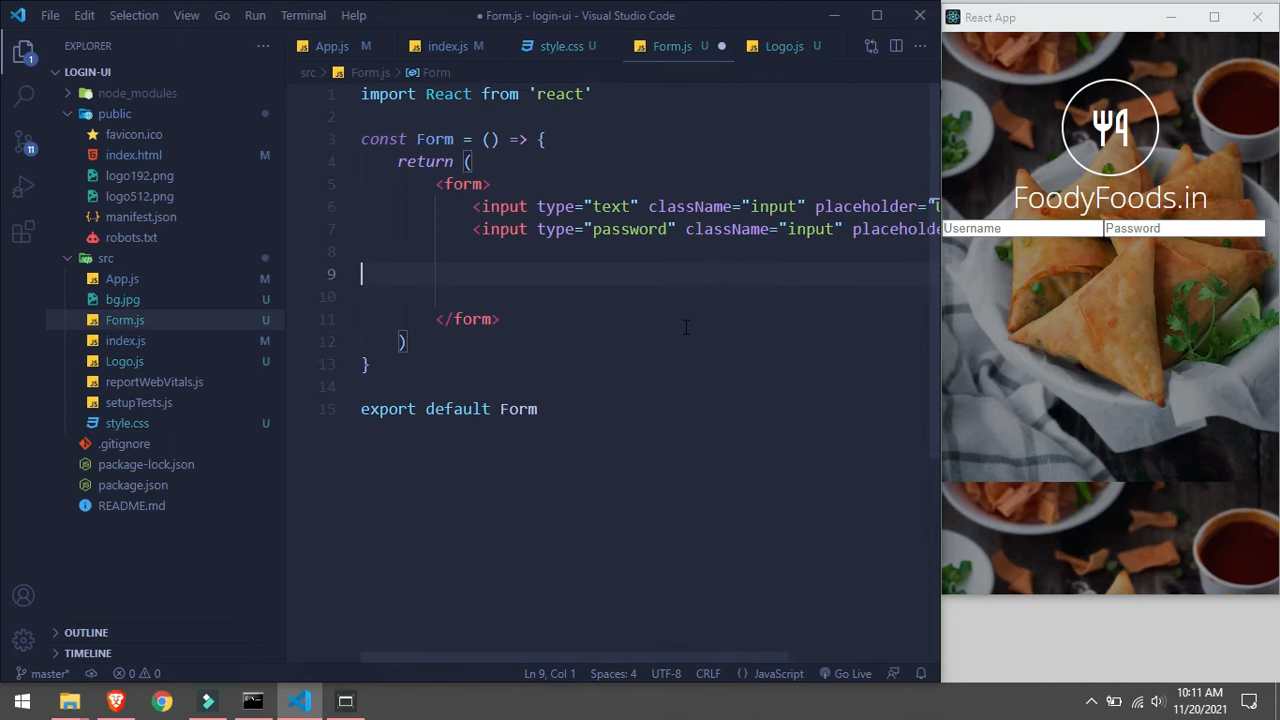 File Edit Selection View Go Run Terminal Help
● Form.js - login-ui - Visual Studio Code
React App
EXPLORER
App.js M
index.js M
style.css U
Form.js U
Logo.js U
LOGIN-UI
src > Form.js > Form
node_modules
public
favicon.ico
index.html M
logo192.png
logo512.png
manifest.json
robots.txt
src
App.js M
bg.jpg U
Form.js U
index.js U
Logo.js U
reportWebVitals.js
setupTests.js
style.css U
.gitignore
package-lock.json
package.json
README.md
OUTLINE
TIMELINE
1 import React from 'react'
2
3 const Form = () => {
4 return (
5 <form>
6 <input type="text" className="input" placeholder="
7 <input type="password" className="input" placeholde
8
9
10
11 </form>
12 )
13 }
14
15 export default Form
FoodyFoods.in
Username Password
1
11
master* 0 0 Ln 9, Col 1 Spaces: 4 UTF-8 CRLF {} JavaScript Go Live
10:11 AM
11/20/2021